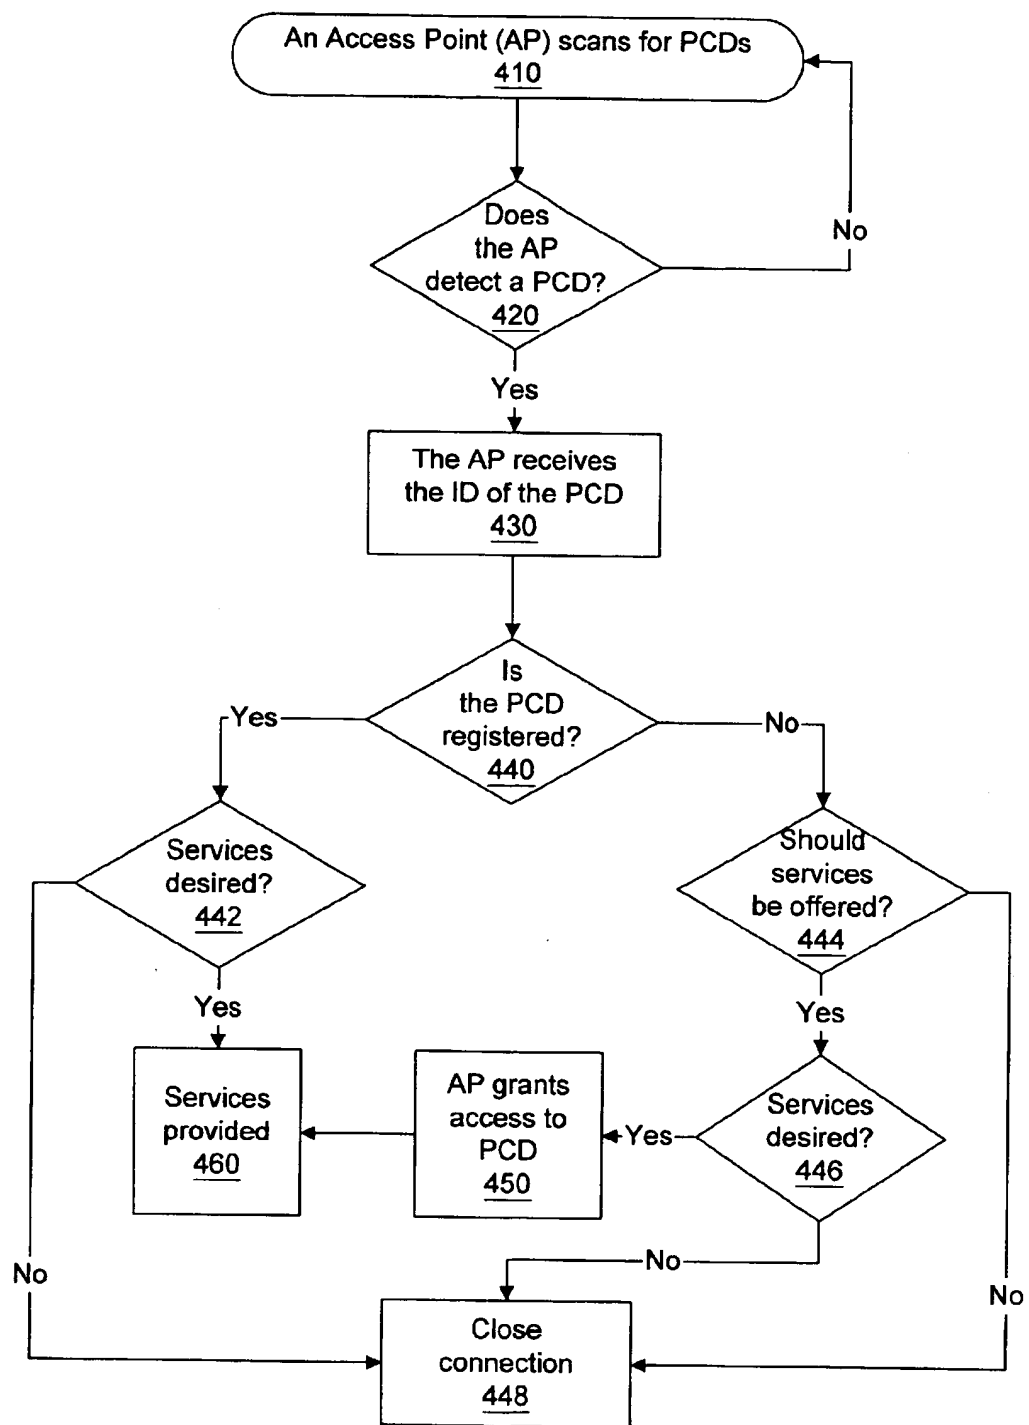 An Access Point (AP) scans for PCDs
410
Does
the AP
detect a PCD?
420
No
Yes
The AP receives
the ID of the PCD
430
Is
the PCD
registered?
440
Yes
No
Services
desired?
442
Should
services
be offered?
444
Yes
Yes
Services
provided
460
AP grants
access to
PCD
450
Yes
Services
desired?
446
No
No
No
Close
connection
448